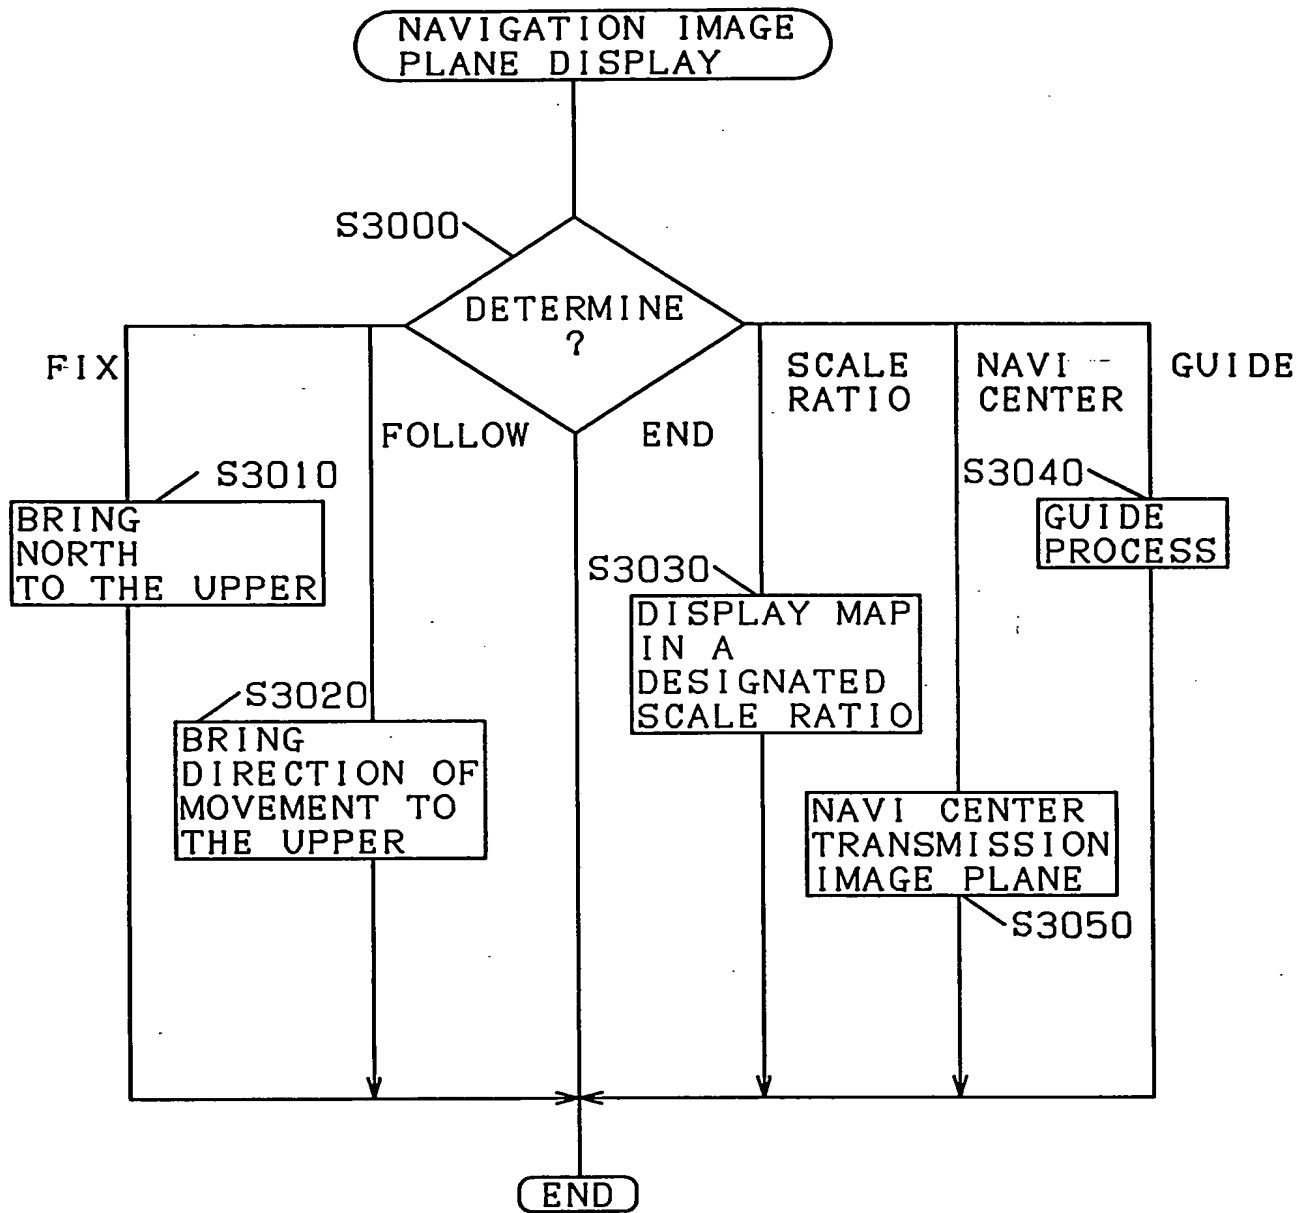 NAVIGATION IMAGE
PLANE DISPLAY
S3000
DETERMINE
?
FIX
FOLLOW
END
SCALE
RATIO
NAVI
CENTER
GUIDE
S3010
BRING
NORTH
TO THE UPPER
S3040
GUIDE
PROCESS
S3030
DISPLAY MAP
IN A
DESIGNATED
SCALE RATIO
S3020
BRING
DIRECTION OF
MOVEMENT TO
THE UPPER
NAVI CENTER
TRANSMISSION
IMAGE PLANE
S3050
END